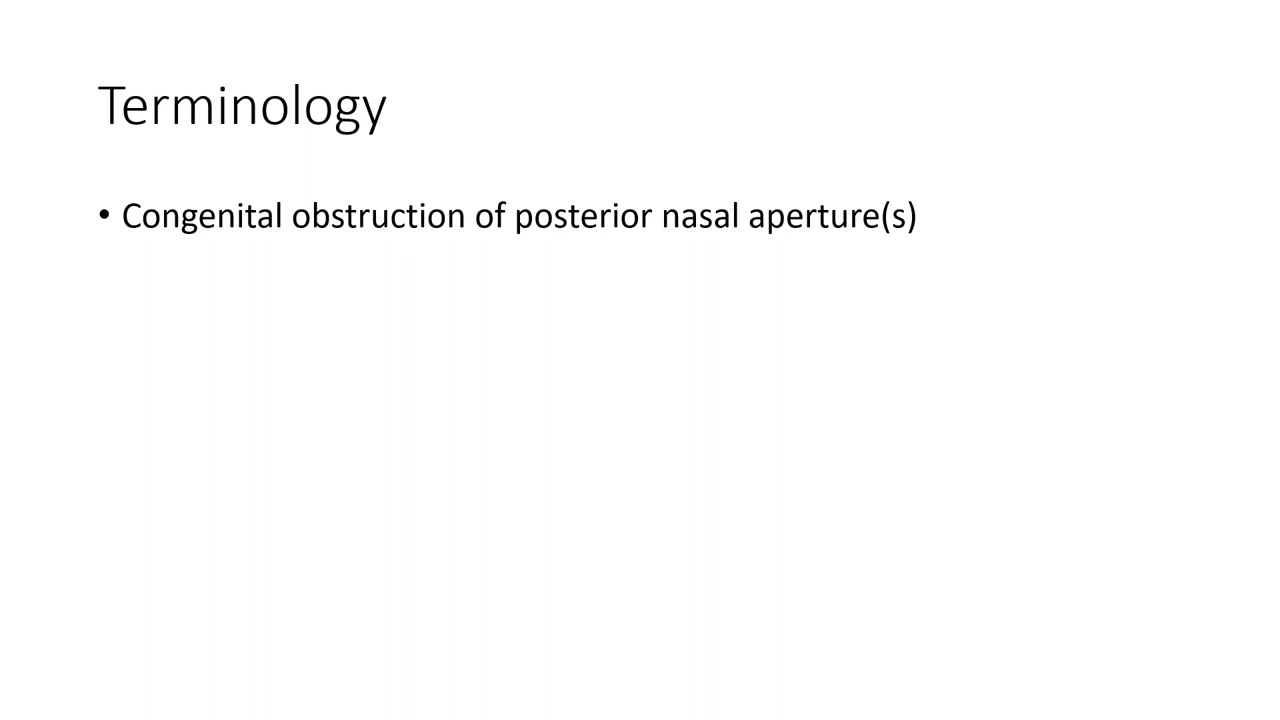 Terminology
• Congenital obstruction of posterior nasal aperture(s)